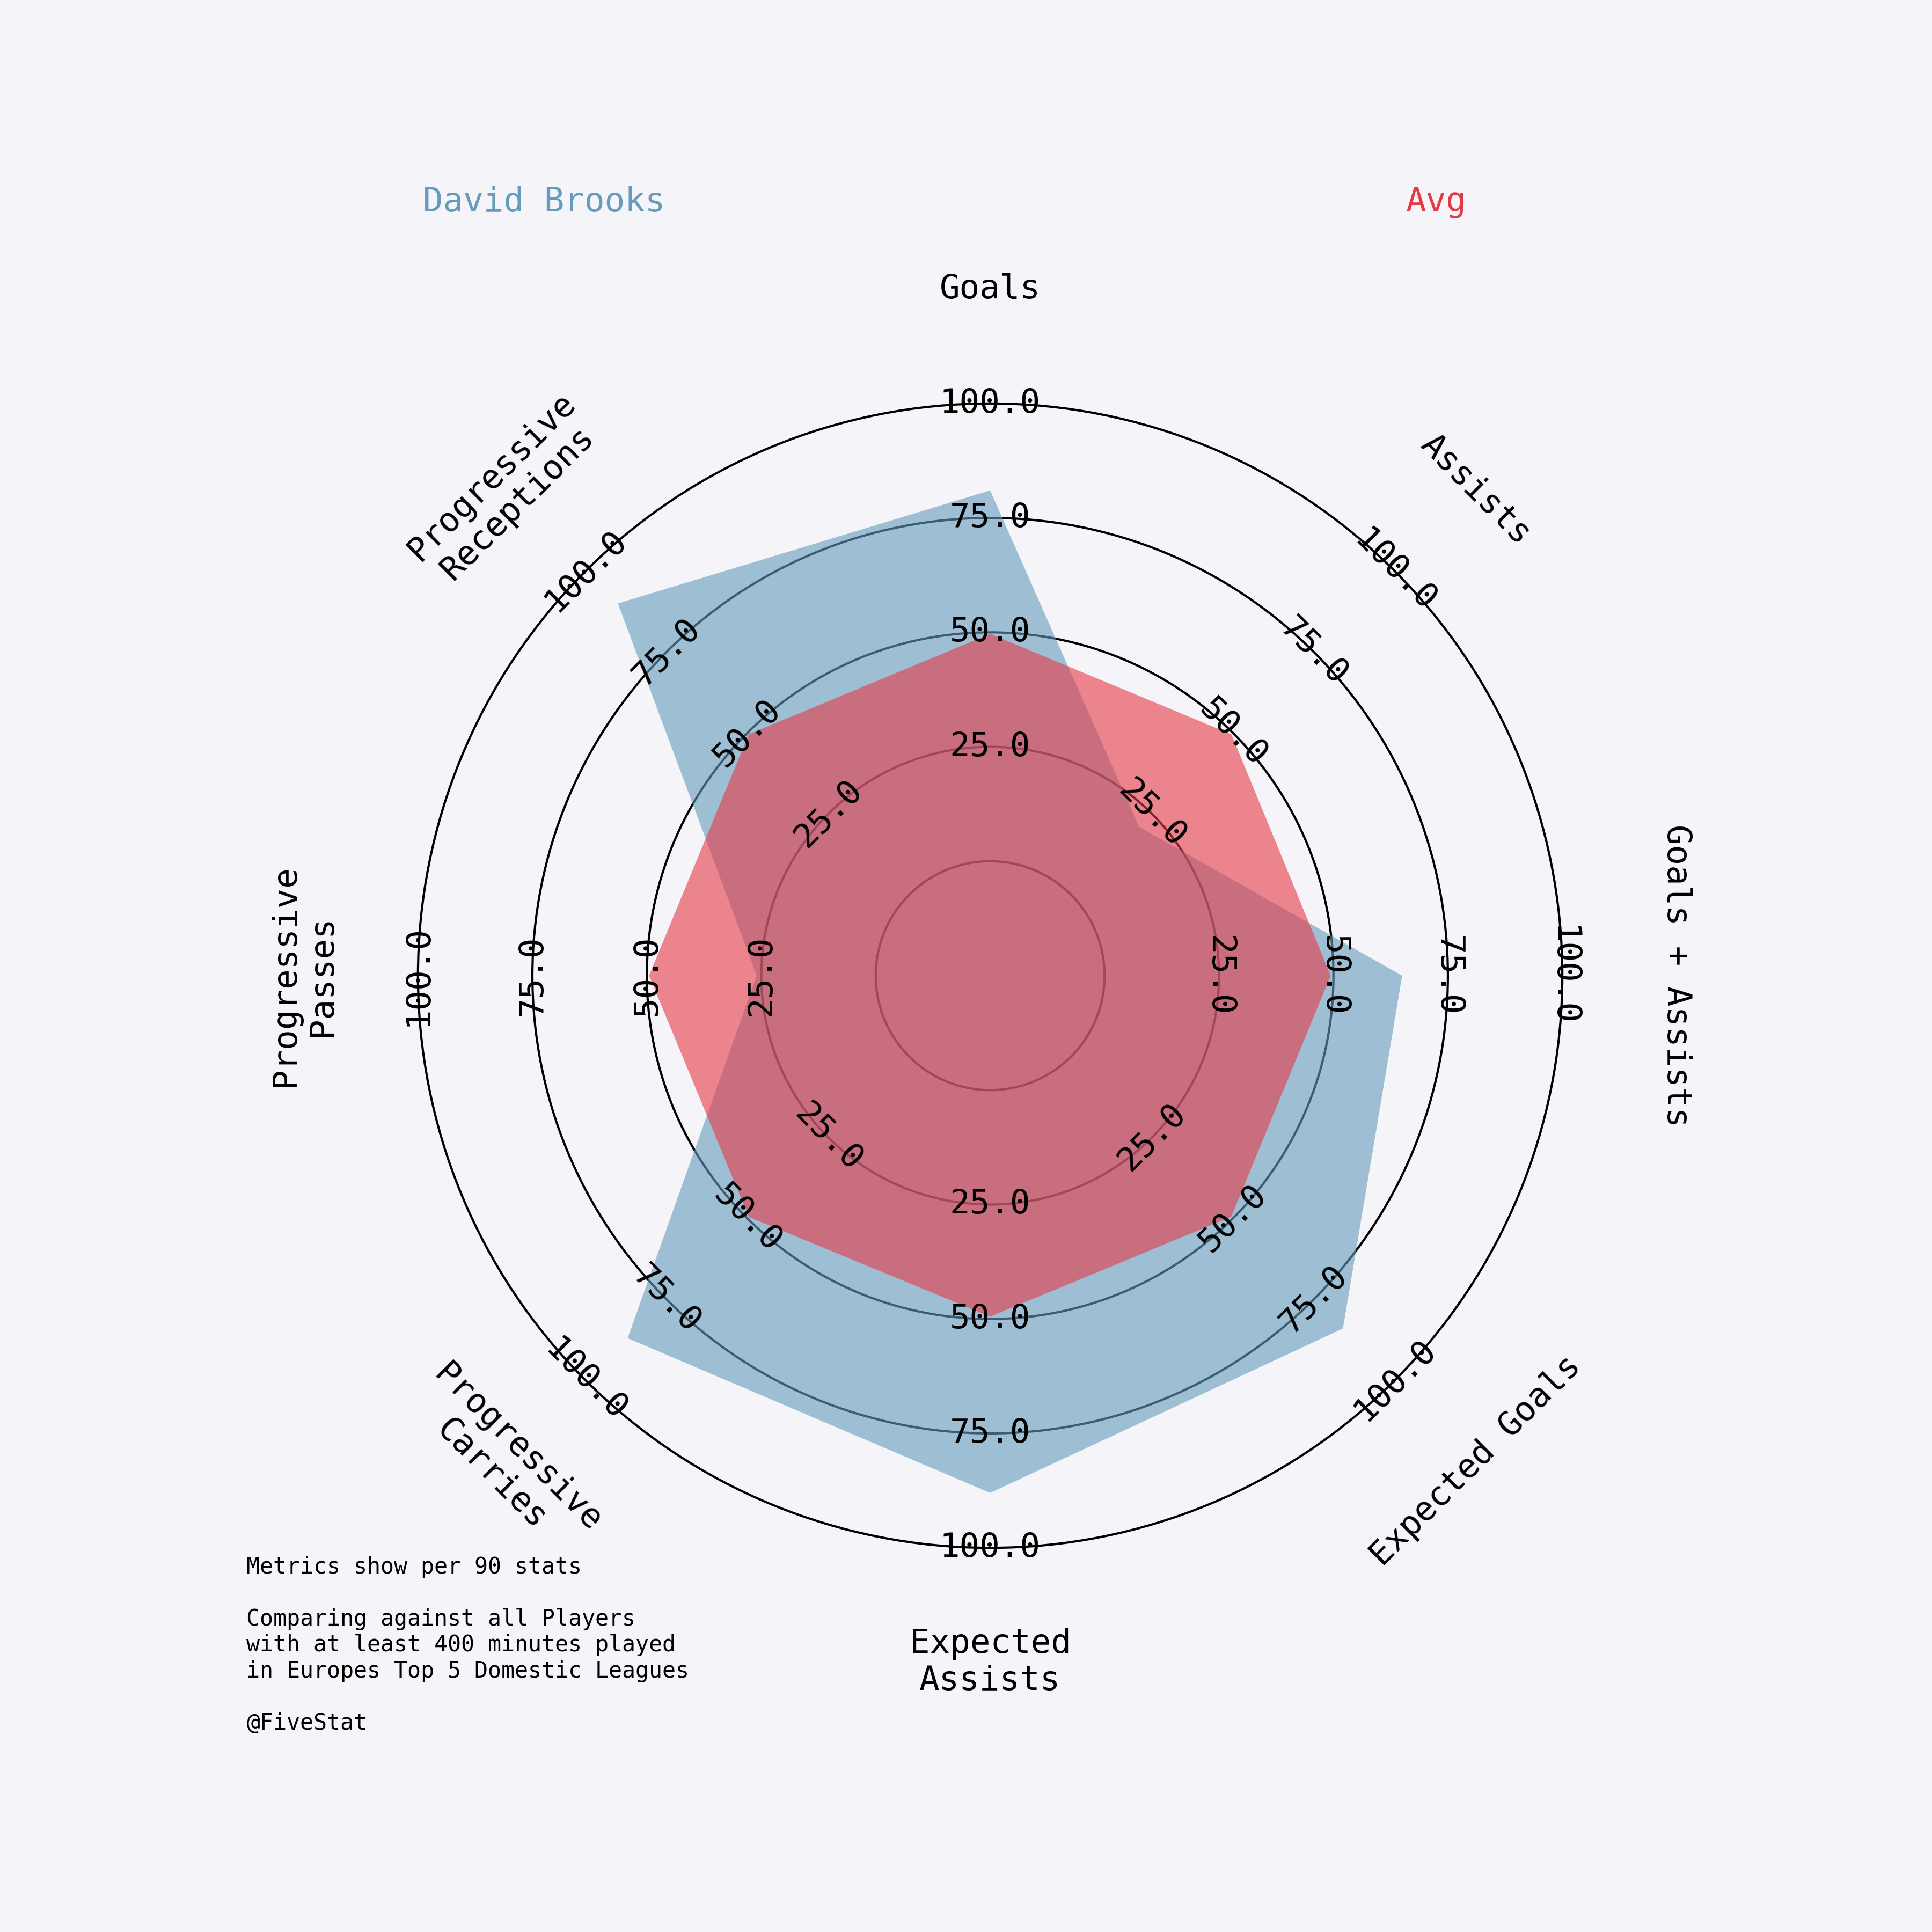 David Brooks
Avg
Goals
Assists
Goals + Assists
Expected Goals
Expected
Assists
Progressive
Carries
Progressive
Passes
Progressive
Receptions
25.0
50.0
75.0
100.0
25.0
50.0
75.0
100.0
25.0
50.0
75.0
100.0
25.0
50.0
75.0
100.0
25.0
50.0
75.0
100.0
25.0
50.0
75.0
100.0
25.0
50.0
75.0
100.0
25.0
50.0
75.0
100.0
Metrics show per 90 stats
Comparing against all Players
with at least 400 minutes played
in Europes Top 5 Domestic Leagues
@FiveStat